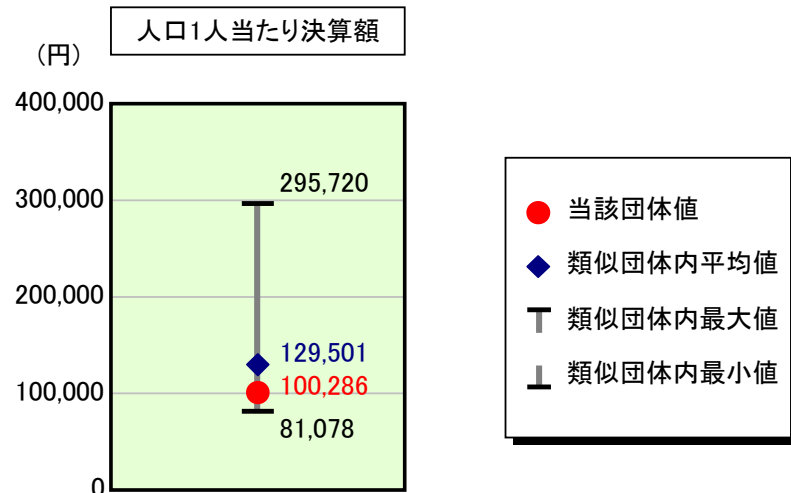 人口1人当たり決算額
(円)
400,000
300,000
200,000
100,000
0
295,720
129,501
100,286
81,078
当該団体値
類似団体内平均値
類似団体内最大値
類似団体内最小値